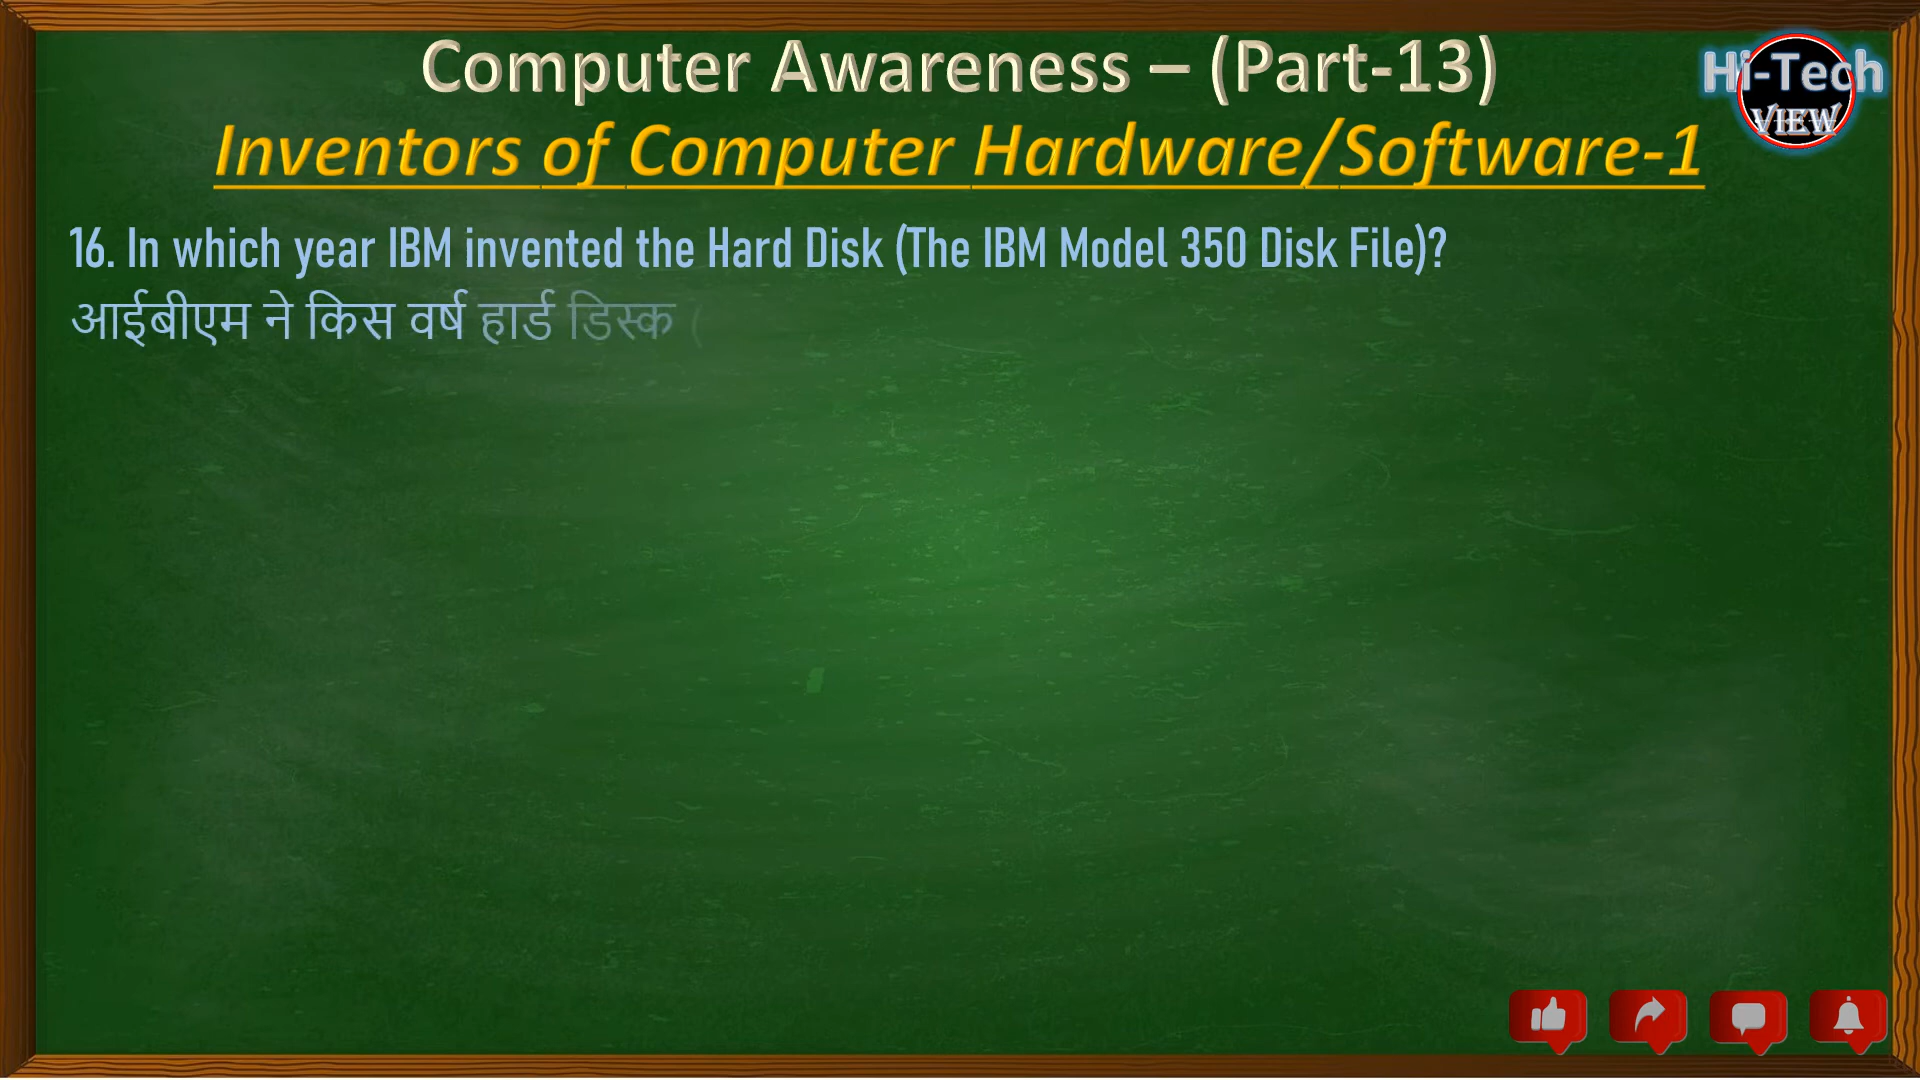 Computer Awareness – (Part-13)
Hi-Tech
VIEW
Inventors of Computer Hardware/Software-1
16. In which year IBM invented the Hard Disk (The IBM Model 350 Disk File)?
आईबीएम ने किस वर्ष हार्ड डिस्क (